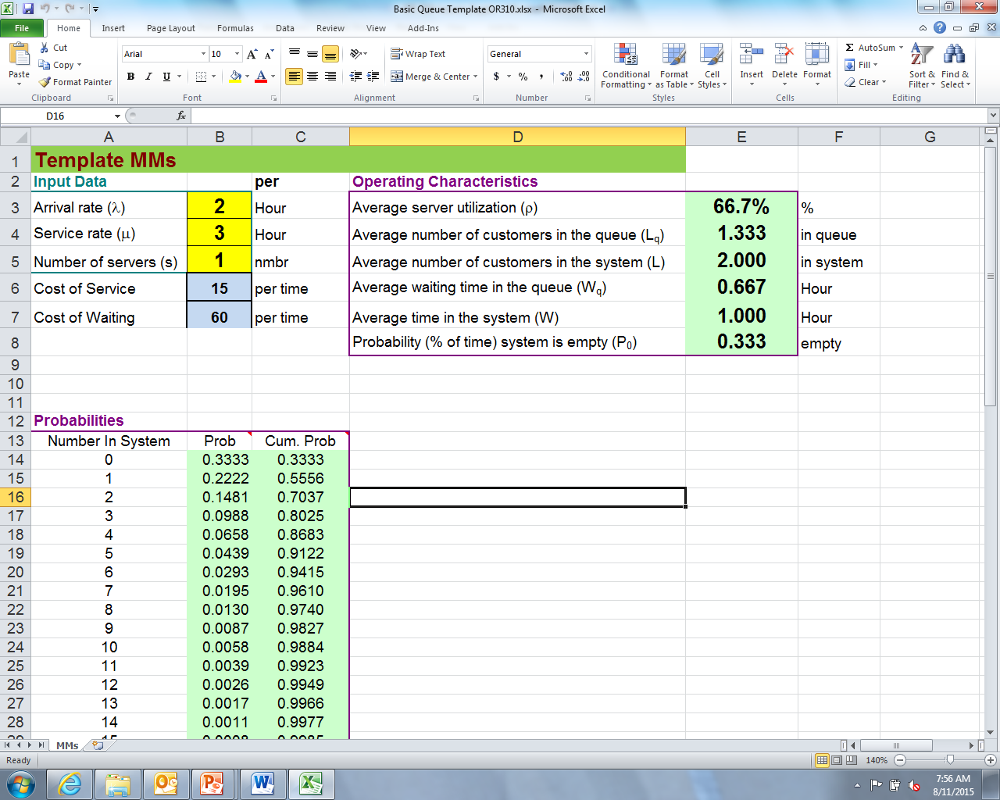 Basic Queue Template OR310.xlsx - Microsoft Excel
File Home Insert Page Layout Formulas Data Review View Add-Ins
Paste Cut Copy Format Painter Clipboard
Arial 10 A A B I U A Font
Wrap Text Merge & Center Alignment
General $ % , .00 .00 Number
Conditional Formatting Format as Table Cell Styles Styles
Insert Delete Format Cells
Σ AutoSum Fill Clear Sort & Filter Find & Select Editing
D16 fx
A B C D E F G
1 Template MMs
2 Input Data per Operating Characteristics
3 Arrival rate (λ) 2 Hour Average server utilization (ρ) 66.7% %
4 Service rate (μ) 3 Hour Average number of customers in the queue (Lq) 1.333 in queue
5 Number of servers (s) 1 nmbr Average number of customers in the system (L) 2.000 in system
6 Cost of Service 15 per time Average waiting time in the queue (Wq) 0.667 Hour
7 Cost of Waiting 60 per time Average time in the system (W) 1.000 Hour
8 Probability (% of time) system is empty (P0) 0.333 empty
9
10
11
12 Probabilities
13 Number In System Prob Cum. Prob
14 0 0.3333 0.3333
15 1 0.2222 0.5556
16 2 0.1481 0.7037
17 3 0.0988 0.8025
18 4 0.0658 0.8683
19 5 0.0439 0.9122
20 6 0.0293 0.9415
21 7 0.0195 0.9610
22 8 0.0130 0.9740
23 9 0.0087 0.9827
24 10 0.0058 0.9884
25 11 0.0039 0.9923
26 12 0.0026 0.9949
27 13 0.0017 0.9966
28 14 0.0011 0.9977
29 15 0.0008 0.9985
MMs
Ready 140%
7:56 AM
8/11/2015